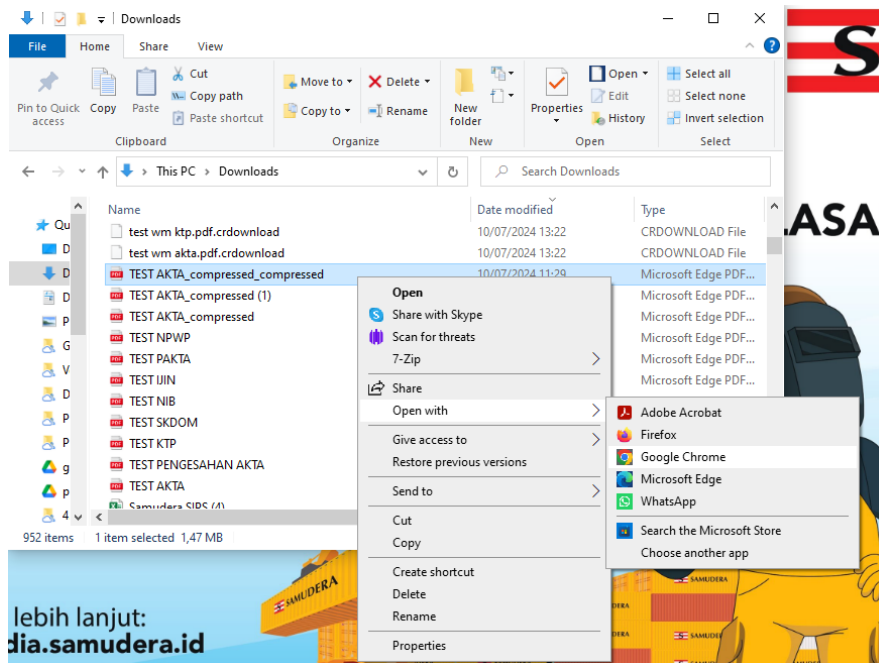 Downloads
File Home Share View
Pin to Quick access
Copy
Paste
Cut
Copy path
Paste shortcut
Clipboard
Move to
Copy to
Delete
Rename
Organize
New folder
New
Properties
Open
Edit
History
Open
Select all
Select none
Invert selection
Select
This PC > Downloads
Search Downloads
Name Date modified Type
test wm ktp.pdf.crdownload 10/07/2024 13:22 CRDOWNLOAD File
test wm akta.pdf.crdownload 10/07/2024 13:22 CRDOWNLOAD File
TEST AKTA_compressed_compressed 10/07/2024 11:29 Microsoft Edge PDF...
TEST AKTA_compressed (1) Microsoft Edge PDF...
TEST AKTA_compressed Microsoft Edge PDF...
TEST NPWP Microsoft Edge PDF...
TEST PAKTA Microsoft Edge PDF...
TEST IJIN Microsoft Edge PDF...
TEST NIB
TEST SKDOM
TEST KTP
TEST PENGESAHAN AKTA
TEST AKTA
Samudera SIPS (4)
Qu
D
D
D
P
G
V
D
P
P
g
p
4
952 items 1 item selected 1,47 MB
Open
Share with Skype
Scan for threats
7-Zip
Share
Open with
Give access to
Restore previous versions
Send to
Cut
Copy
Create shortcut
Delete
Rename
Properties
Adobe Acrobat
Firefox
Google Chrome
Microsoft Edge
WhatsApp
Search the Microsoft Store
Choose another app
S
LASA
lebih lanjut:
dia.samudera.id
SAMUDERA
SAMUDERA
DERA
DERA